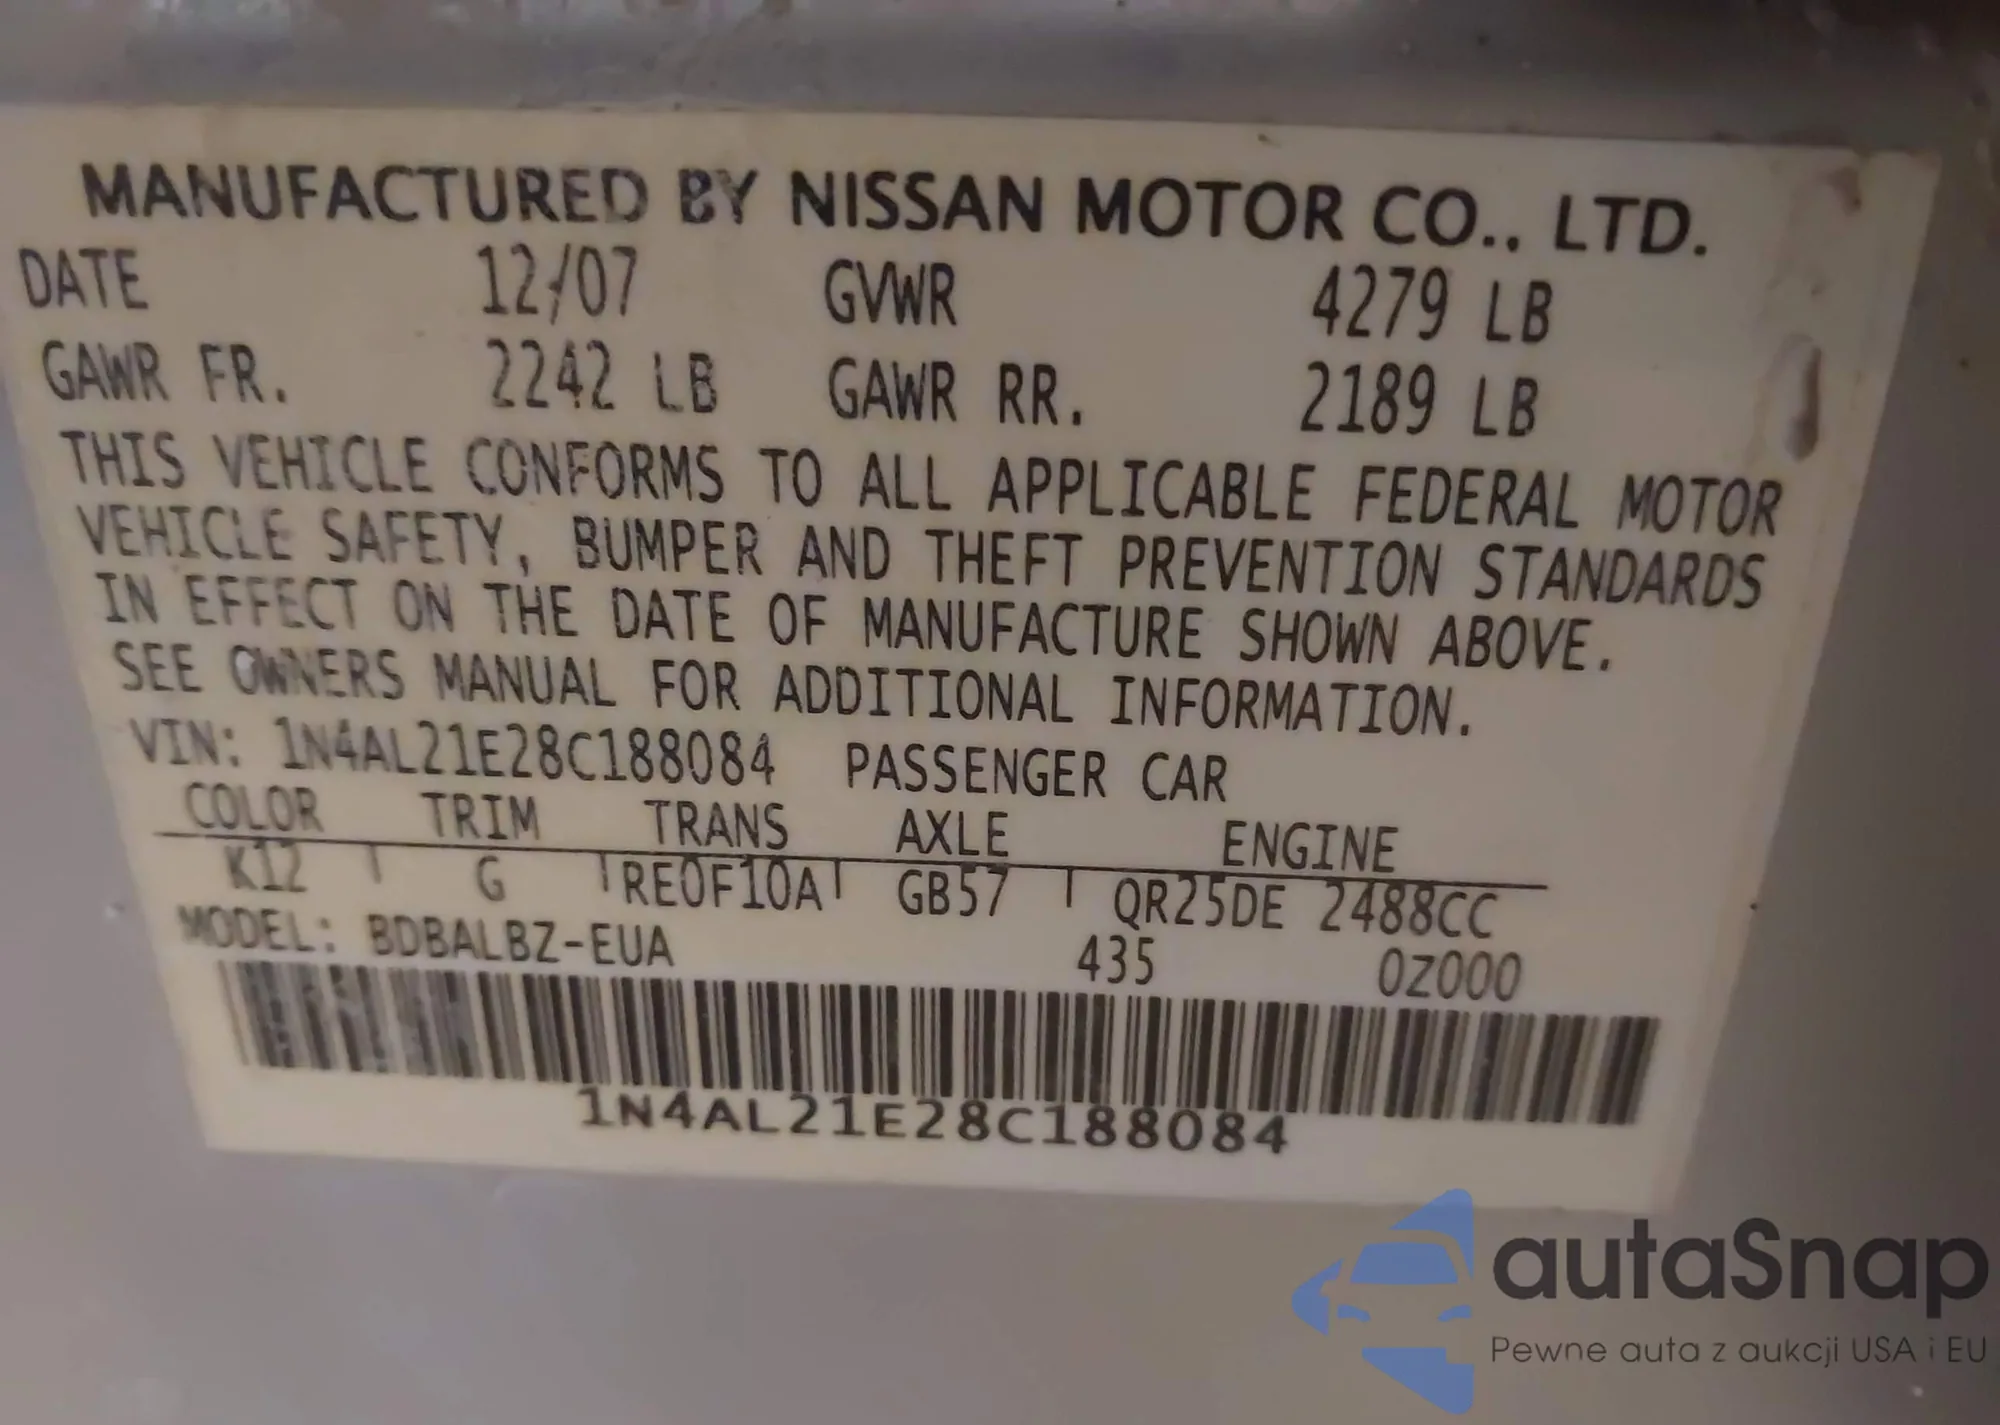 MANUFACTURED BY NISSAN MOTOR CO., LTD.
DATE 12/07 GVWR 4279 LB
GAWR FR. 2242 LB GAWR RR. 2189 LB
THIS VEHICLE CONFORMS TO ALL APPLICABLE FEDERAL MOTOR
VEHICLE SAFETY, BUMPER AND THEFT PREVENTION STANDARDS
IN EFFECT ON THE DATE OF MANUFACTURE SHOWN ABOVE.
SEE OWNERS MANUAL FOR ADDITIONAL INFORMATION.
VIN: 1N4AL21E28C188084 PASSENGER CAR
COLOR TRIM TRANS AXLE ENGINE
K12 G RE0F10A GB57 QR25DE 2488CC
MODEL: BDBALBZ-EUA 435 0Z000
1N4AL21E28C188084
autaSnap
Pewne auta z aukcji USA i EU